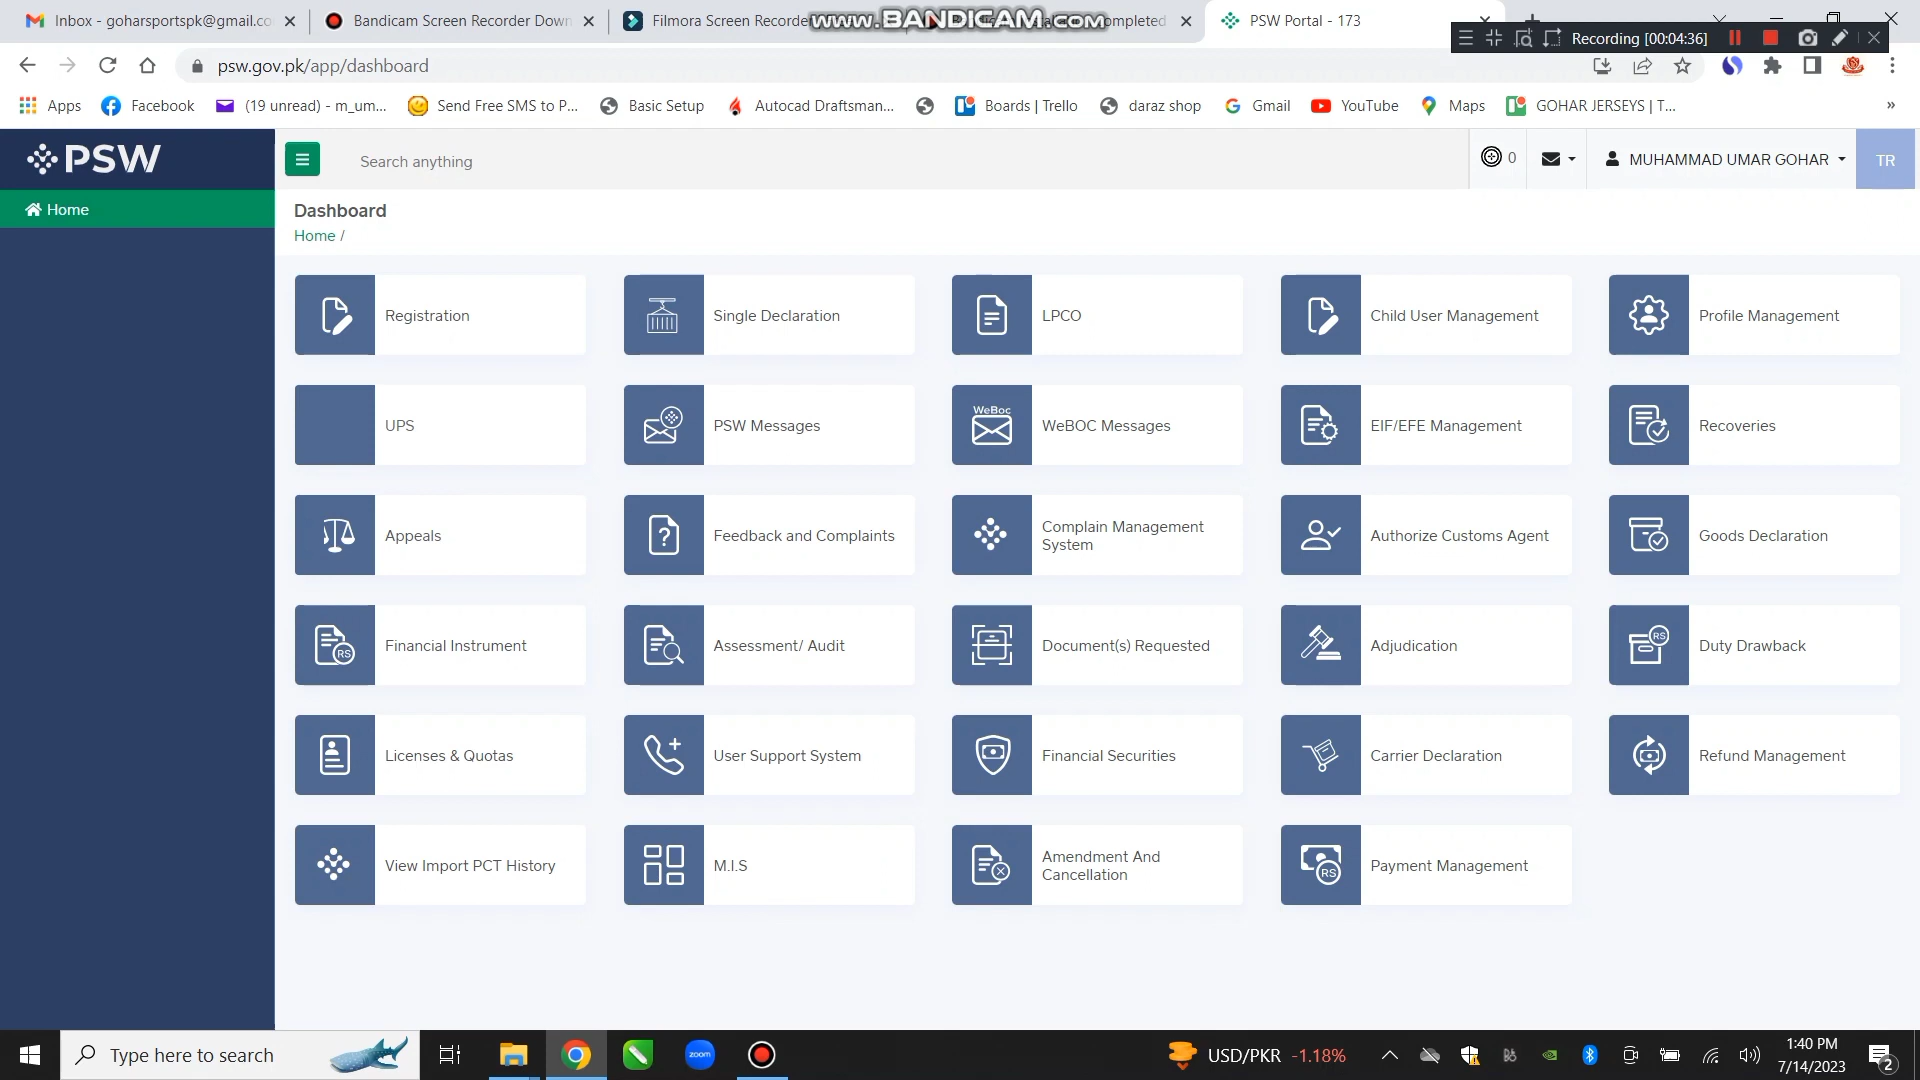 Inbox - goharsportspk@gmail.co
Bandicam Screen Recorder Down
Filmora Screen Recorder
www.BANDICAM.com
ompleted
PSW Portal - 173
Recording [00:04:36]
psw.gov.pk/app/dashboard
Apps
Facebook
(19 unread) - m_um...
Send Free SMS to P...
Basic Setup
Autocad Draftsman...
Boards | Trello
daraz shop
Gmail
YouTube
Maps
GOHAR JERSEYS | T...
»
PSW
Search anything
0
MUHAMMAD UMAR GOHAR
TR
Home
Dashboard
Home /
Registration
Single Declaration
LPCO
Child User Management
Profile Management
UPS
PSW Messages
WeBoc
WeBOC Messages
EIF/EFE Management
Recoveries
Appeals
Feedback and Complaints
Complain Management
System
Authorize Customs Agent
Goods Declaration
RS
Financial Instrument
Assessment/ Audit
Document(s) Requested
Adjudication
RS
Duty Drawback
Licenses & Quotas
User Support System
Financial Securities
Carrier Declaration
Refund Management
View Import PCT History
M.I.S
Amendment And
Cancellation
RS
Payment Management
Type here to search
zoom
USD/PKR -1.18%
1:40 PM
7/14/2023
2